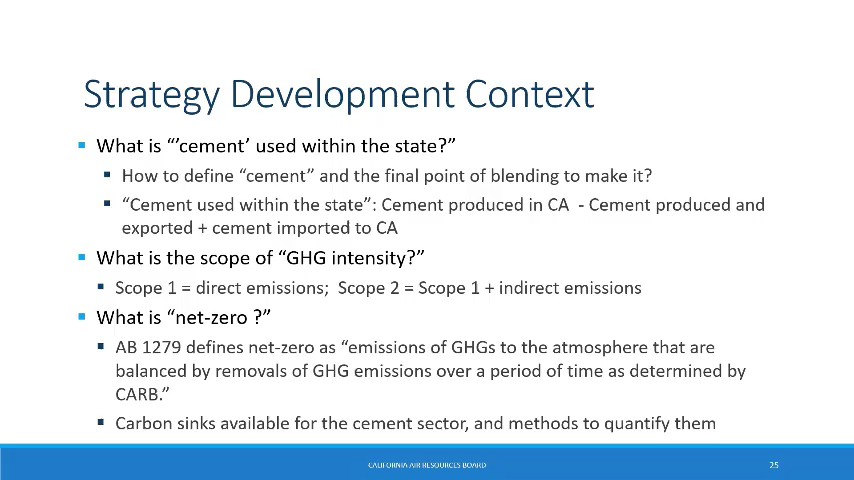 Strategy Development Context
What is “’cement’ used within the state?”
How to define “cement” and the final point of blending to make it?
“Cement used within the state”: Cement produced in CA - Cement produced and
exported + cement imported to CA
What is the scope of “GHG intensity?”
Scope 1 = direct emissions; Scope 2 = Scope 1 + indirect emissions
What is “net-zero ?”
AB 1279 defines net-zero as “emissions of GHGs to the atmosphere that are
balanced by removals of GHG emissions over a period of time as determined by
CARB.”
Carbon sinks available for the cement sector, and methods to quantify them
CALIFORNIA AIR RESOURCES BOARD
25